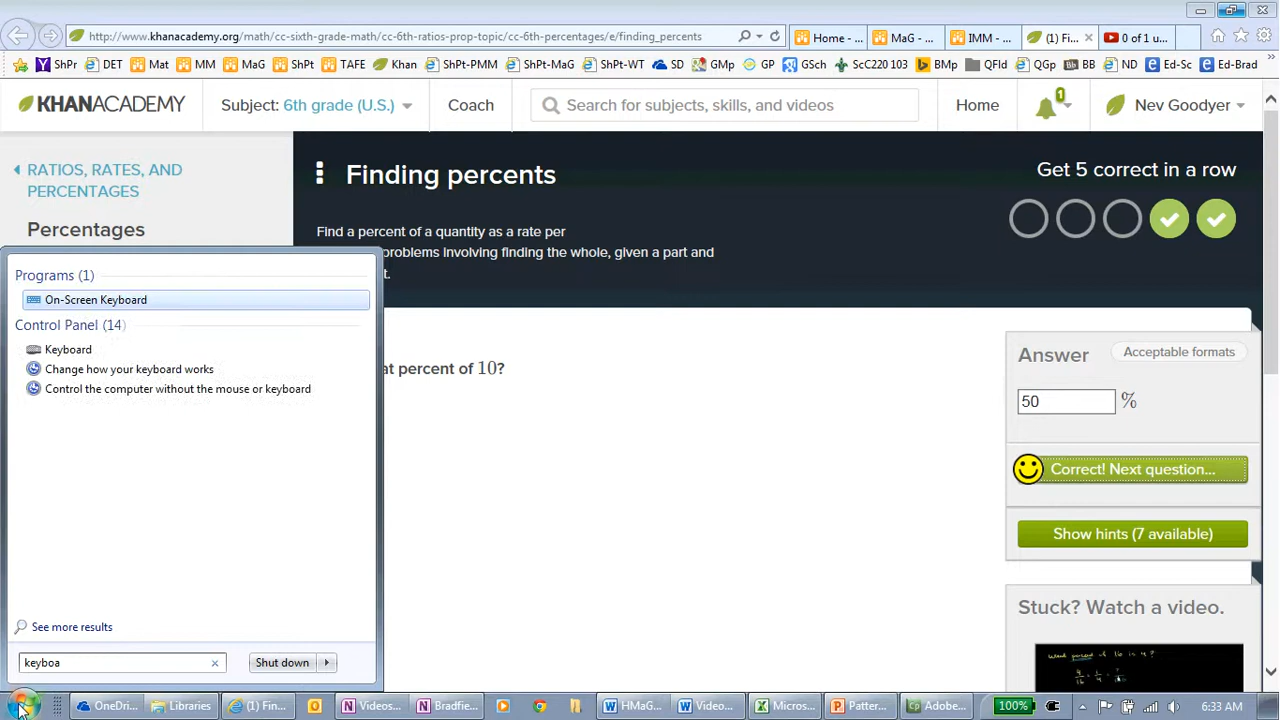 http://www.khanacademy.org/math/cc-sixth-grade-math/cc-6th-ratios-prop-topic/cc-6th-percentages/e/finding_percents
Home - ...
MaG - ...
IMM - ...
(1) Fi...
0 of 1 u...
ShPr
DET
Mat
MM
MaG
ShPt
TAFE
Khan
ShPt-PMM
ShPt-MaG
ShPt-WT
SD
GMp
GP
GSch
ScC220 103
BMp
QFld
QGp
BB
ND
Ed-Sc
Ed-Brad
KHANACADEMY
Subject: 6th grade (U.S.)
Coach
Search for subjects, skills, and videos
Home
1
Nev Goodyer
RATIOS, RATES, AND
PERCENTAGES
Percentages
Finding percents
Get 5 correct in a row
Find a percent of a quantity as a rate per
problems involving finding the whole, given a part and
t.
at percent of 10?
Answer
Acceptable formats
50 %
Correct! Next question...
Show hints (7 available)
Stuck? Watch a video.
What percent of 16 is 4?
Programs (1)
On-Screen Keyboard
Control Panel (14)
Keyboard
Change how your keyboard works
Control the computer without the mouse or keyboard
See more results
keyboa
Shut down
OneDri...
Libraries
(1) Fin...
Videos...
Bradfie...
HMaG...
Video...
Micros...
Patter...
Adobe...
100%
6:33 AM